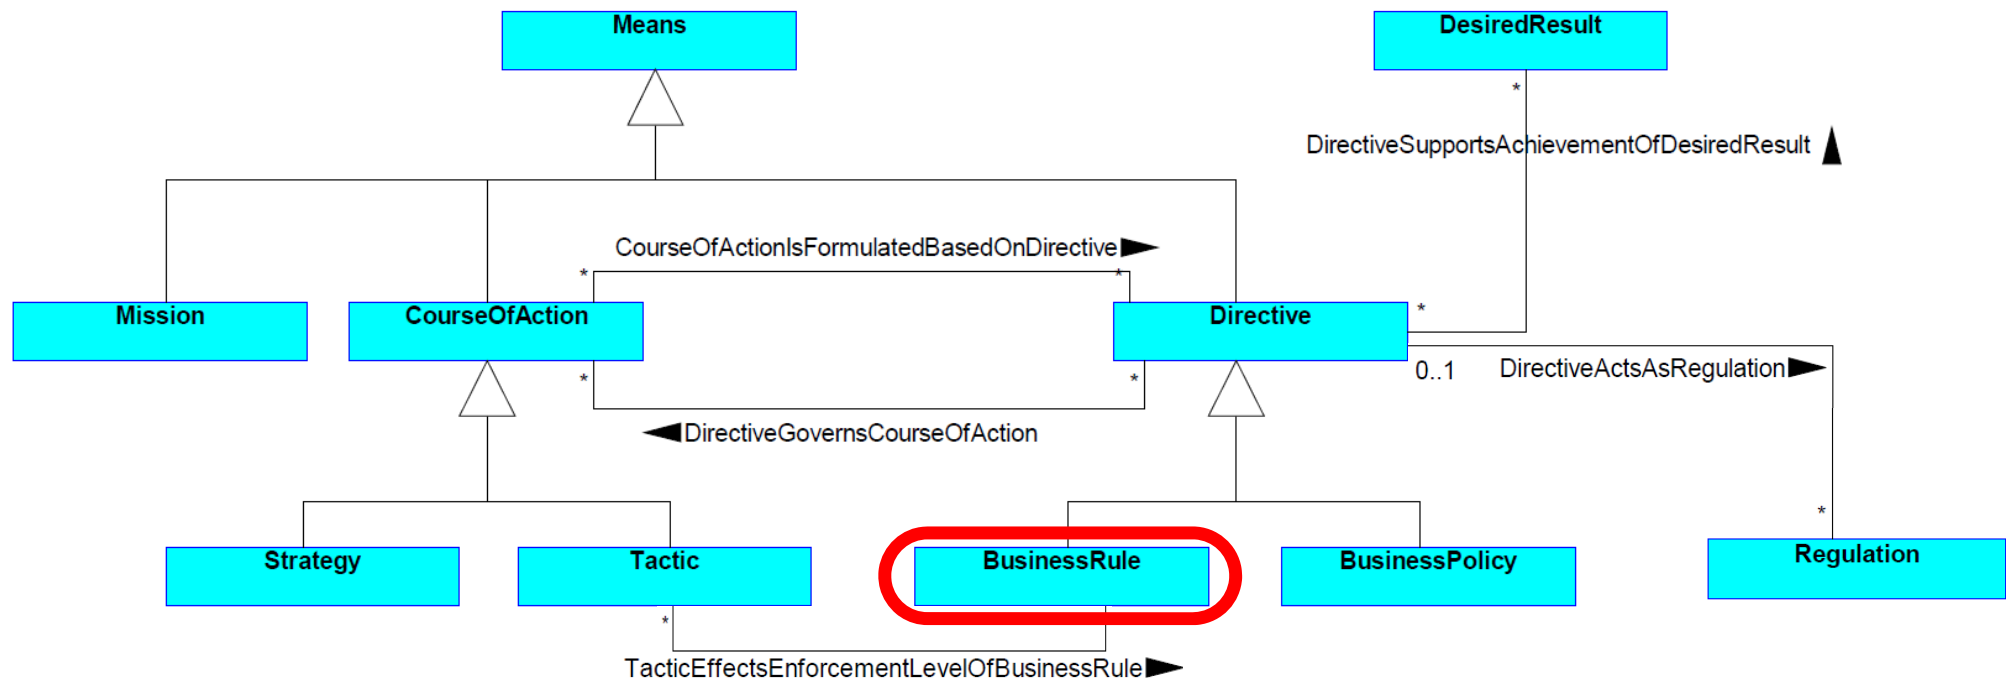 Means
DesiredResult
*
DirectiveSupportsAchievementOfDesiredResult
CourseOfActionIsFormulatedBasedOnDirective
* *
Mission
CourseOfAction
Directive
*
* *
0..1
DirectiveActsAsRegulation
DirectiveGovernsCourseOfAction
*
Strategy
Tactic
BusinessRule
BusinessPolicy
Regulation
*
TacticEffectsEnforcementLevelOfBusinessRule